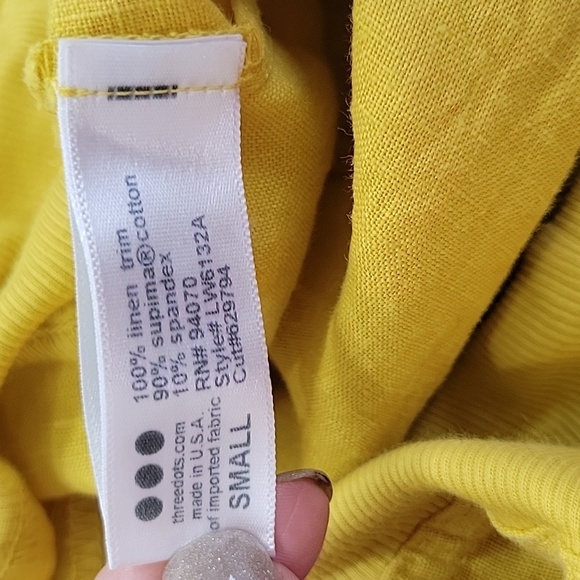 100% linen trim
90% supima®cotton
10% spandex
RN# 94070
Style# LW6132A
Cut#629794
threedots.com
made in U.S.A.
of imported fabric
SMALL